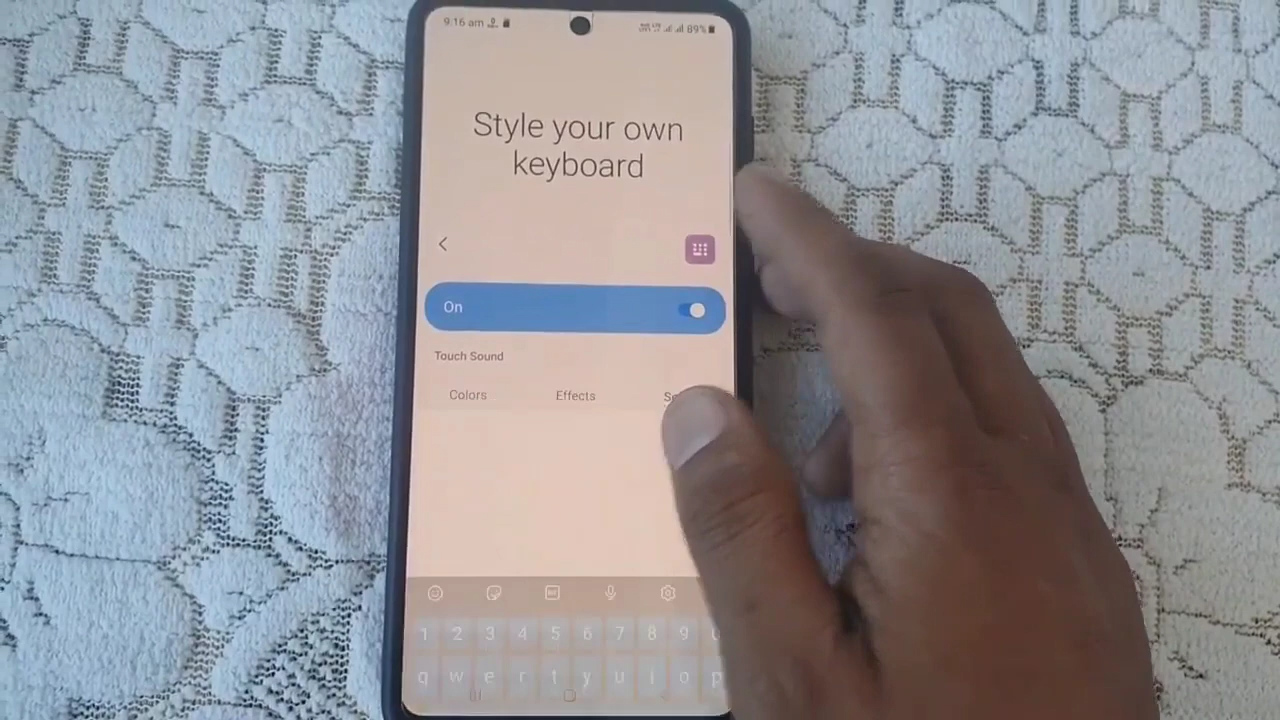 9:16 am
89%
Style your own
keyboard
On
Touch Sound
Colors Effects
1 2 3 4 5 6 7 8 9
q w e r t y u i o p